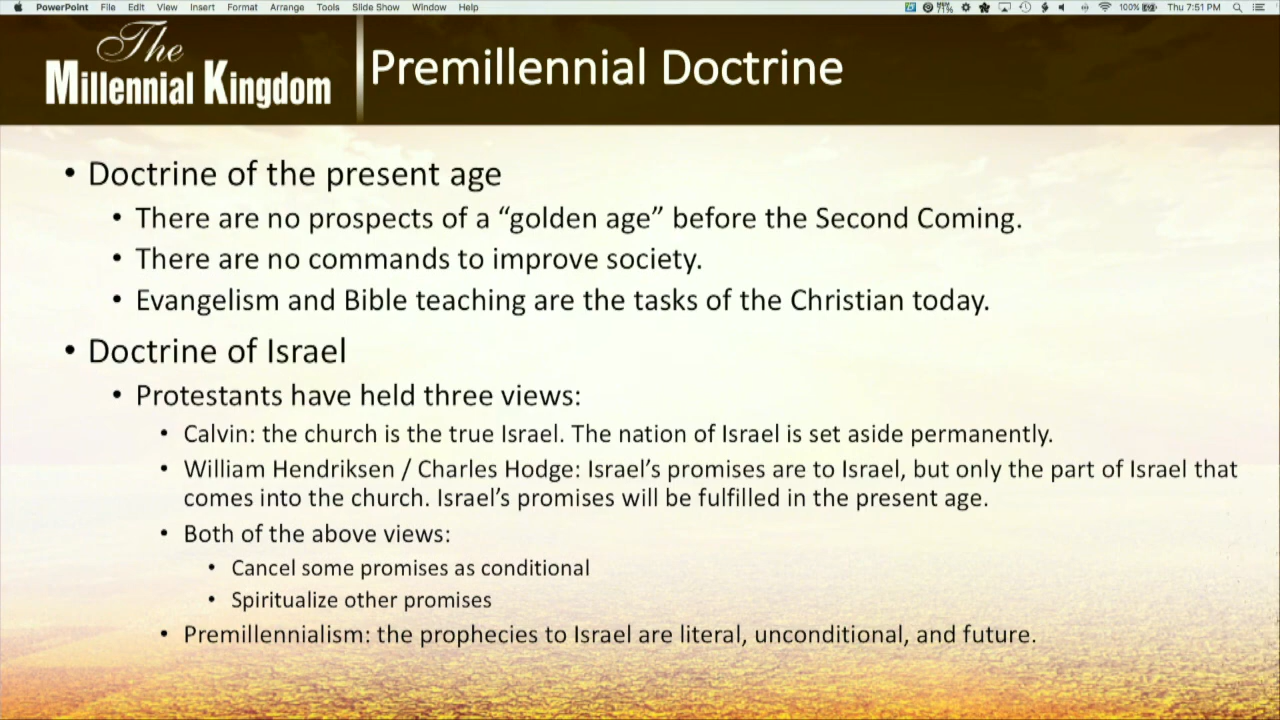 PowerPoint File Edit View Insert Format Arrange Tools Slide Show Window Help 100% Thu 7:51 PM
The
Millennial Kingdom
Premillennial Doctrine
• Doctrine of the present age
• There are no prospects of a “golden age” before the Second Coming.
• There are no commands to improve society.
• Evangelism and Bible teaching are the tasks of the Christian today.
• Doctrine of Israel
• Protestants have held three views:
• Calvin: the church is the true Israel. The nation of Israel is set aside permanently.
• William Hendriksen / Charles Hodge: Israel’s promises are to Israel, but only the part of Israel that
comes into the church. Israel’s promises will be fulfilled in the present age.
• Both of the above views:
• Cancel some promises as conditional
• Spiritualize other promises
• Premillennialism: the prophecies to Israel are literal, unconditional, and future.